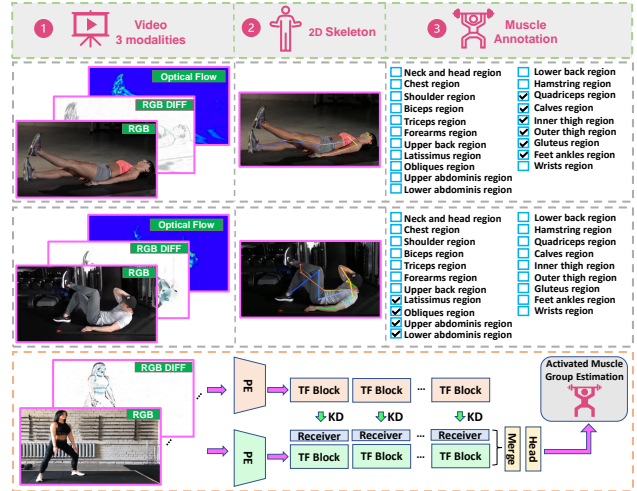 1
Video
3 modalities
2
2D Skeleton
3
Muscle
Annotation
Optical Flow
RGB DIFF
RGB
Neck and head region
Chest region
Shoulder region
Biceps region
Triceps region
Forearms region
Upper back region
Latissimus region
Obliques region
Upper abdominis region
Lower abdominis region
Lower back region
Hamstring region
Quadriceps region
Calves region
Inner thigh region
Outer thigh region
Gluteus region
Feet ankles region
Wrists region
Optical Flow
RGB DIFF
RGB
Neck and head region
Chest region
Shoulder region
Biceps region
Triceps region
Forearms region
Upper back region
Latissimus region
Obliques region
Upper abdominis region
Lower abdominis region
Lower back region
Hamstring region
Quadriceps region
Calves region
Inner thigh region
Outer thigh region
Gluteus region
Feet ankles region
Wrists region
RGB DIFF
RGB
...
PE
TF Block TF Block ... TF Block
KD KD KD
...
PE
Receiver Receiver ... Receiver
TF Block TF Block ... TF Block
Merge
Head
Activated Muscle
Group Estimation